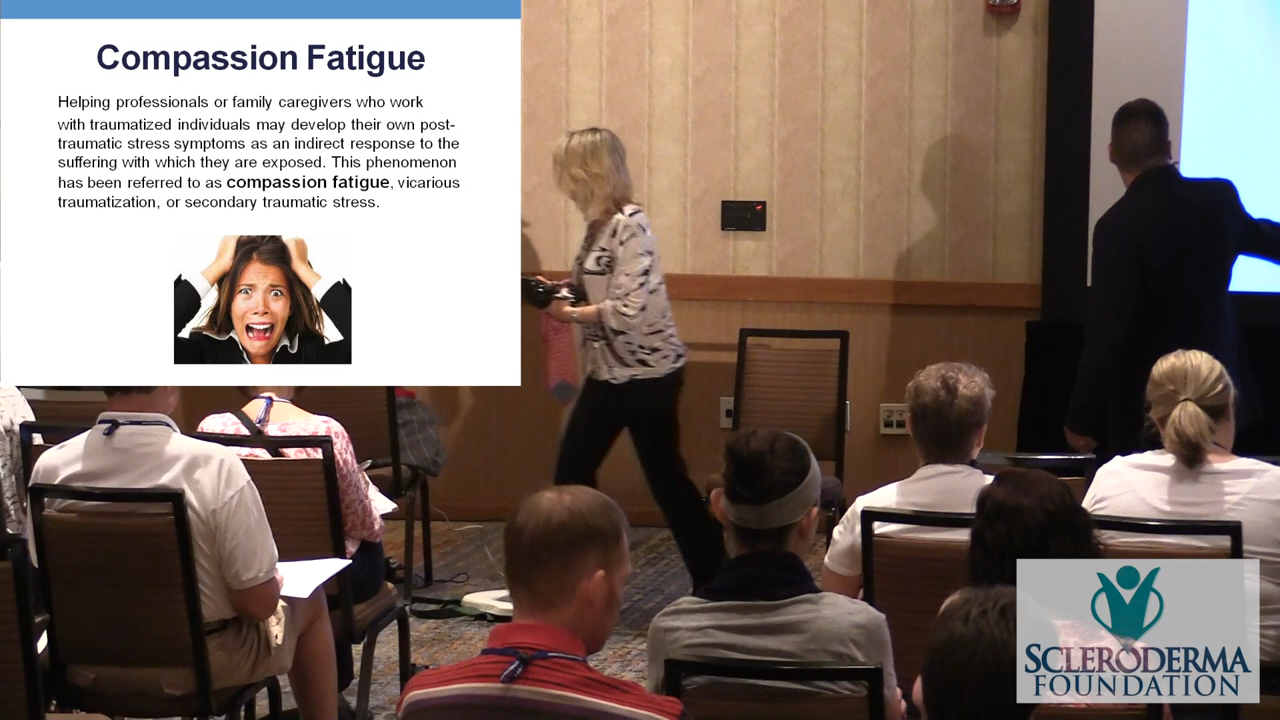 Compassion Fatigue
Helping professionals or family caregivers who work
with traumatized individuals may develop their own post-
traumatic stress symptoms as an indirect response to the
suffering with which they are exposed. This phenomenon
has been referred to as compassion fatigue, vicarious
traumatization, or secondary traumatic stress.
SCLERODERMA
FOUNDATION